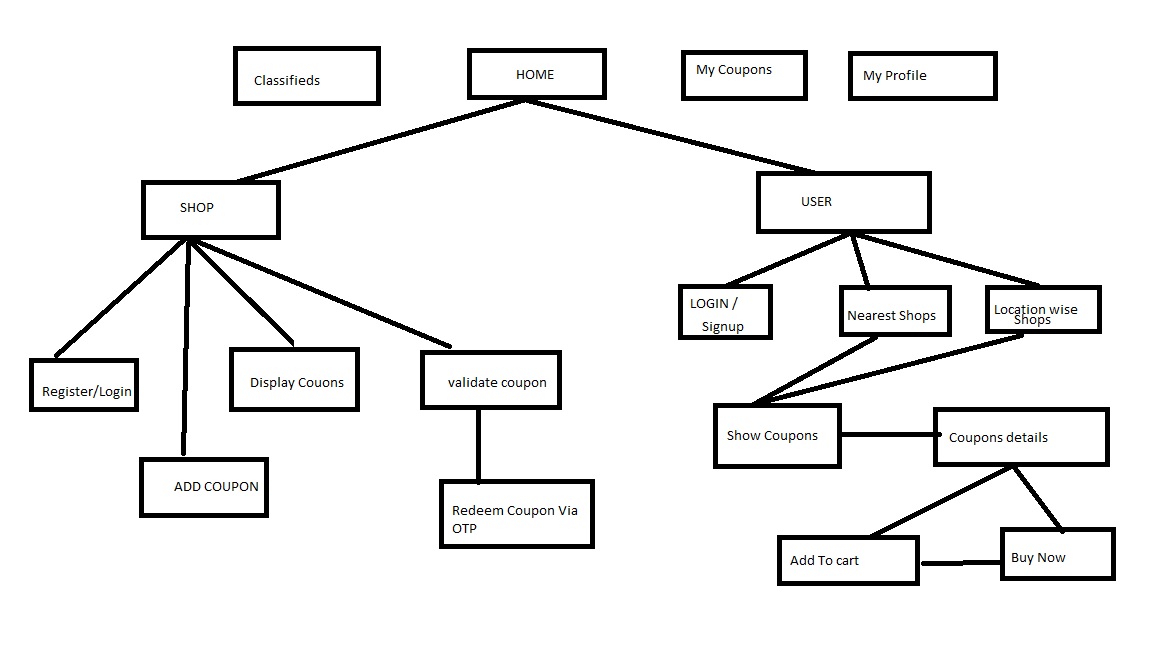 Classifieds
HOME
My Coupons
My Profile
SHOP
USER
LOGIN /
Signup
Nearest Shops
Location wise
Shops
Register/Login
Display Couons
validate coupon
Show Coupons
Coupons details
ADD COUPON
Redeem Coupon Via
OTP
Add To cart
Buy Now